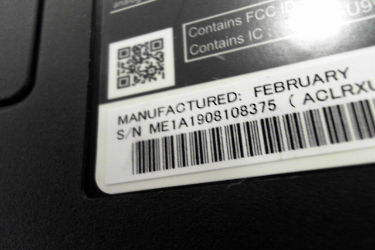 Contains FCC
Contains IC :
MANUFACTURED: FEBRUARY
S/N ME1A1908108375 ( ACLRXU